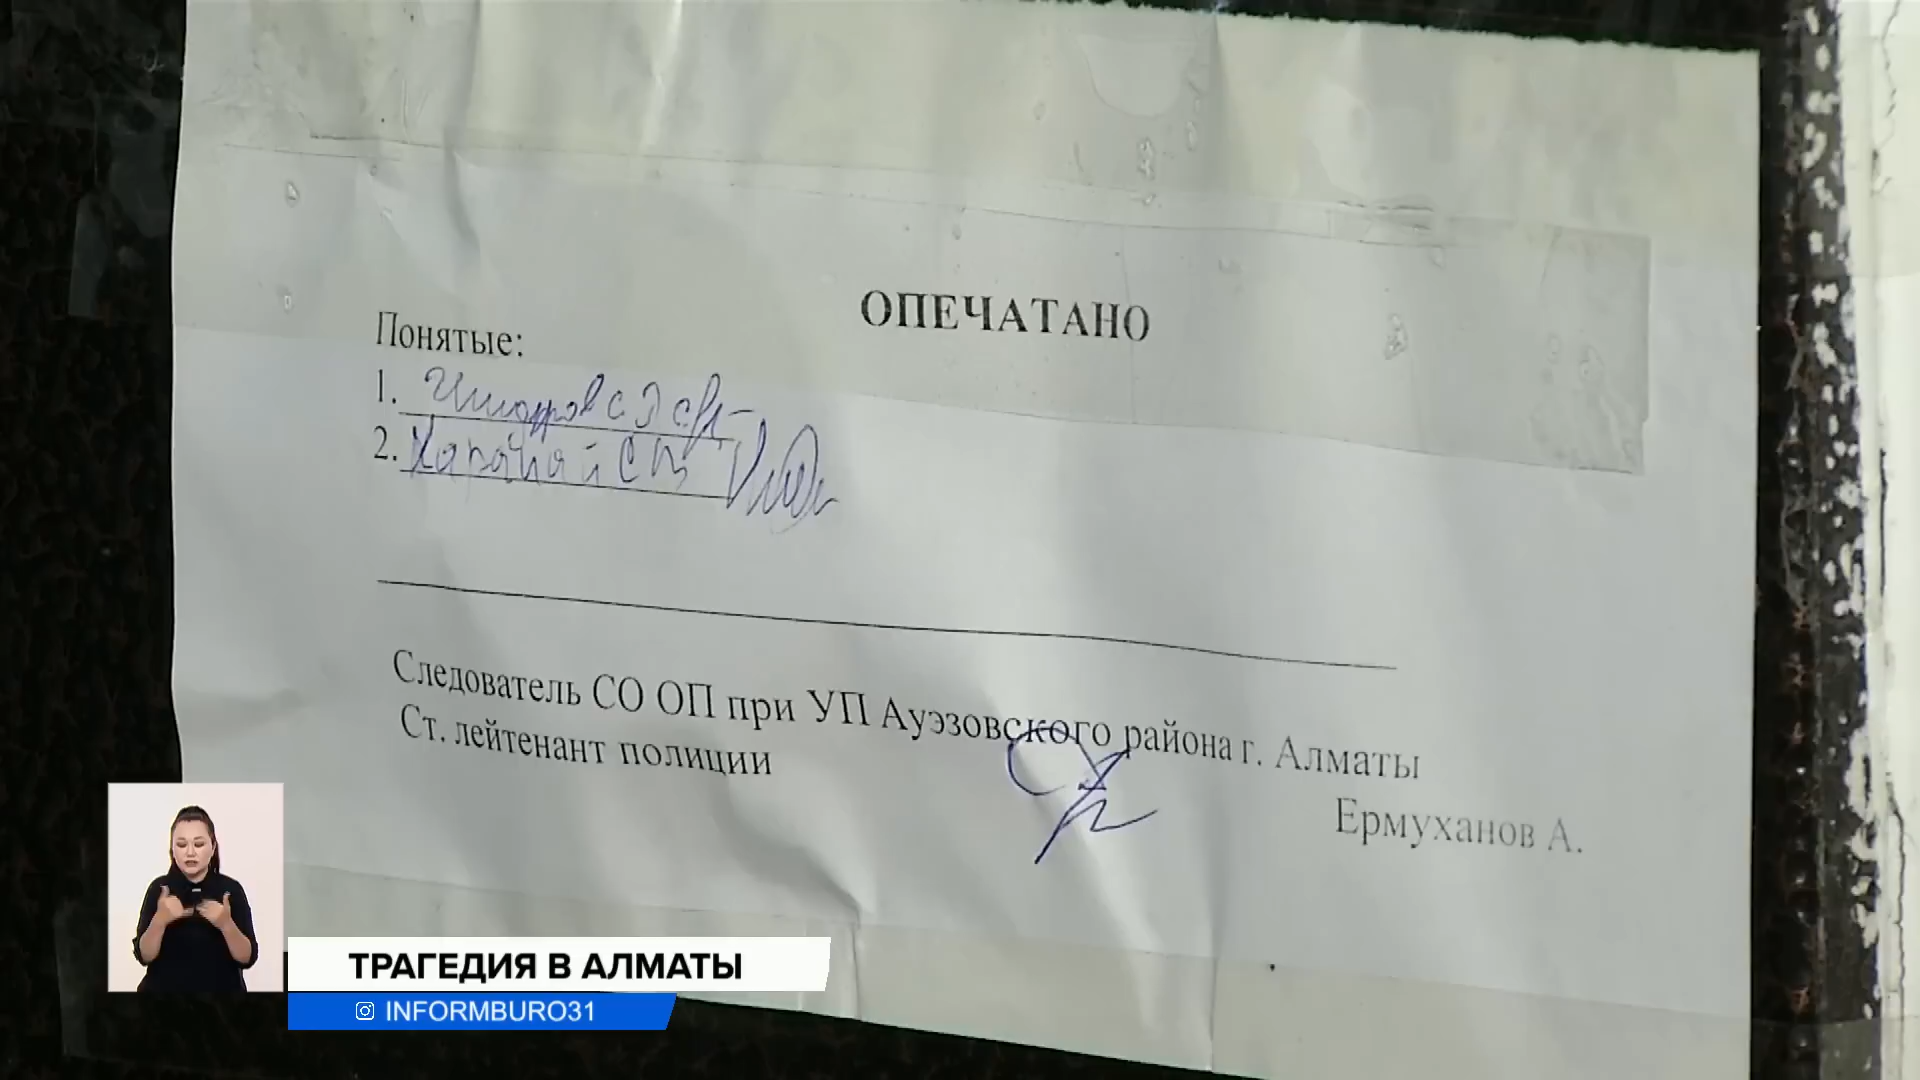 ОПЕЧАТАНО
Понятые:
1.
2.
Следователь СО ОП при УП Ауэзовского района г. Алматы
Ст. лейтенант полиции
Ермуханов А.
ТРАГЕДИЯ В АЛМАТЫ
INFORMBURO31